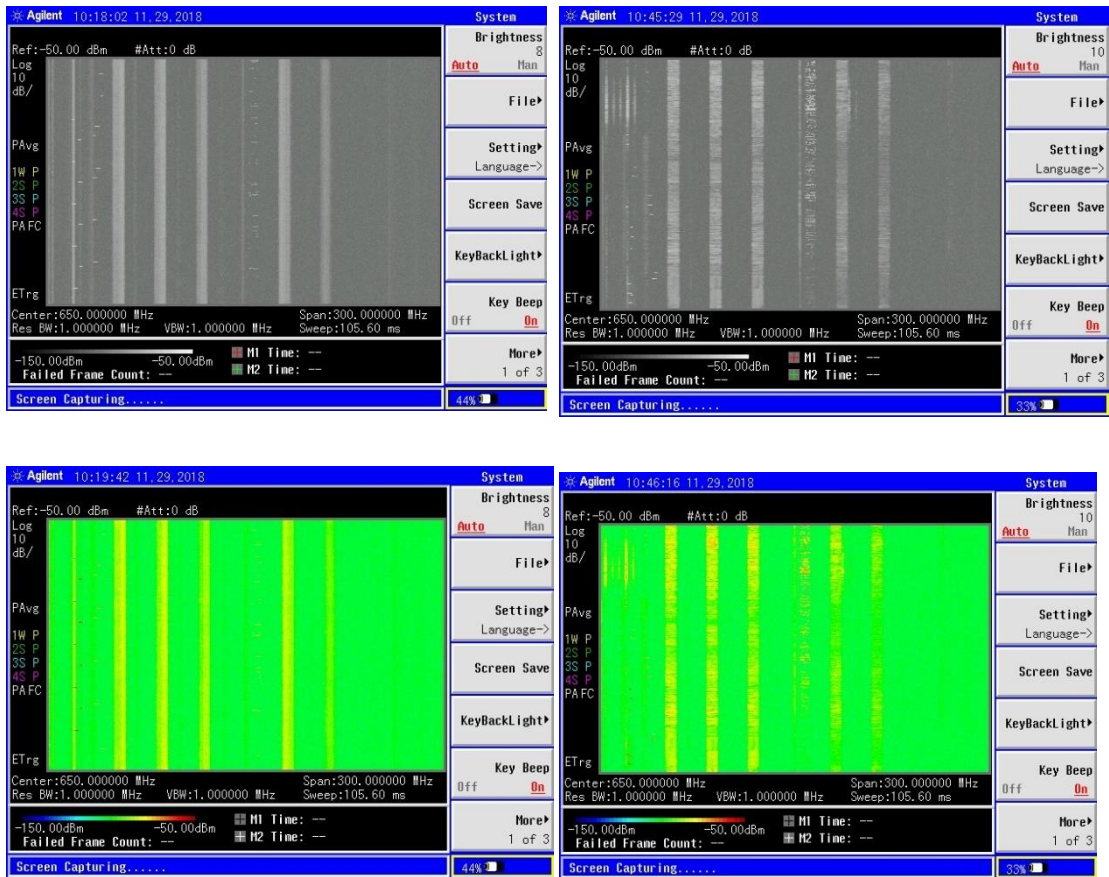 Agilent 10:18:02 11,29,2018 System
Ref:-50.00 dBm #Att:0 dB
Log
10
dB/
PAvg
1W P
2S P
3S P
4S P
PA FC
ETrg
Center:650.000000 MHz Span:300.000000 MHz
Res BW:1.000000 MHz VBW:1.000000 MHz Sweep:105.60 ms
-150.00dBm -50.00dBm M1 Time: --
Failed Frame Count: -- M2 Time: --
Screen Capturing...... 44%
Brightness
8
Auto Man
File
Setting
Language->
Screen Save
KeyBackLight
Key Beep
Off On
More
1 of 3
Agilent 10:45:29 11,29,2018 System
Ref:-50.00 dBm #Att:0 dB
Log
10
dB/
PAvg
1W P
2S P
3S P
4S P
PA FC
ETrg
Center:650.000000 MHz Span:300.000000 MHz
Res BW:1.000000 MHz VBW:1.000000 MHz Sweep:105.60 ms
-150.00dBm -50.00dBm M1 Time: --
Failed Frame Count: -- M2 Time: --
Screen Capturing...... 33%
Brightness
10
Auto Man
File
Setting
Language->
Screen Save
KeyBackLight
Key Beep
Off On
More
1 of 3
Agilent 10:19:42 11,29,2018 System
Ref:-50.00 dBm #Att:0 dB
Log
10
dB/
PAvg
1W P
2S P
3S P
4S P
PA FC
ETrg
Center:650.000000 MHz Span:300.000000 MHz
Res BW:1.000000 MHz VBW:1.000000 MHz Sweep:105.60 ms
-150.00dBm -50.00dBm M1 Time: --
Failed Frame Count: -- M2 Time: --
Screen Capturing...... 44%
Brightness
8
Auto Man
File
Setting
Language->
Screen Save
KeyBackLight
Key Beep
Off On
More
1 of 3
Agilent 10:46:16 11,29,2018 System
Ref:-50.00 dBm #Att:0 dB
Log
10
dB/
PAvg
1W P
2S P
3S P
4S P
PA FC
ETrg
Center:650.000000 MHz Span:300.000000 MHz
Res BW:1.000000 MHz VBW:1.000000 MHz Sweep:105.60 ms
-150.00dBm -50.00dBm M1 Time: --
Failed Frame Count: -- M2 Time: --
Screen Capturing...... 33%
Brightness
10
Auto Man
File
Setting
Language->
Screen Save
KeyBackLight
Key Beep
Off On
More
1 of 3